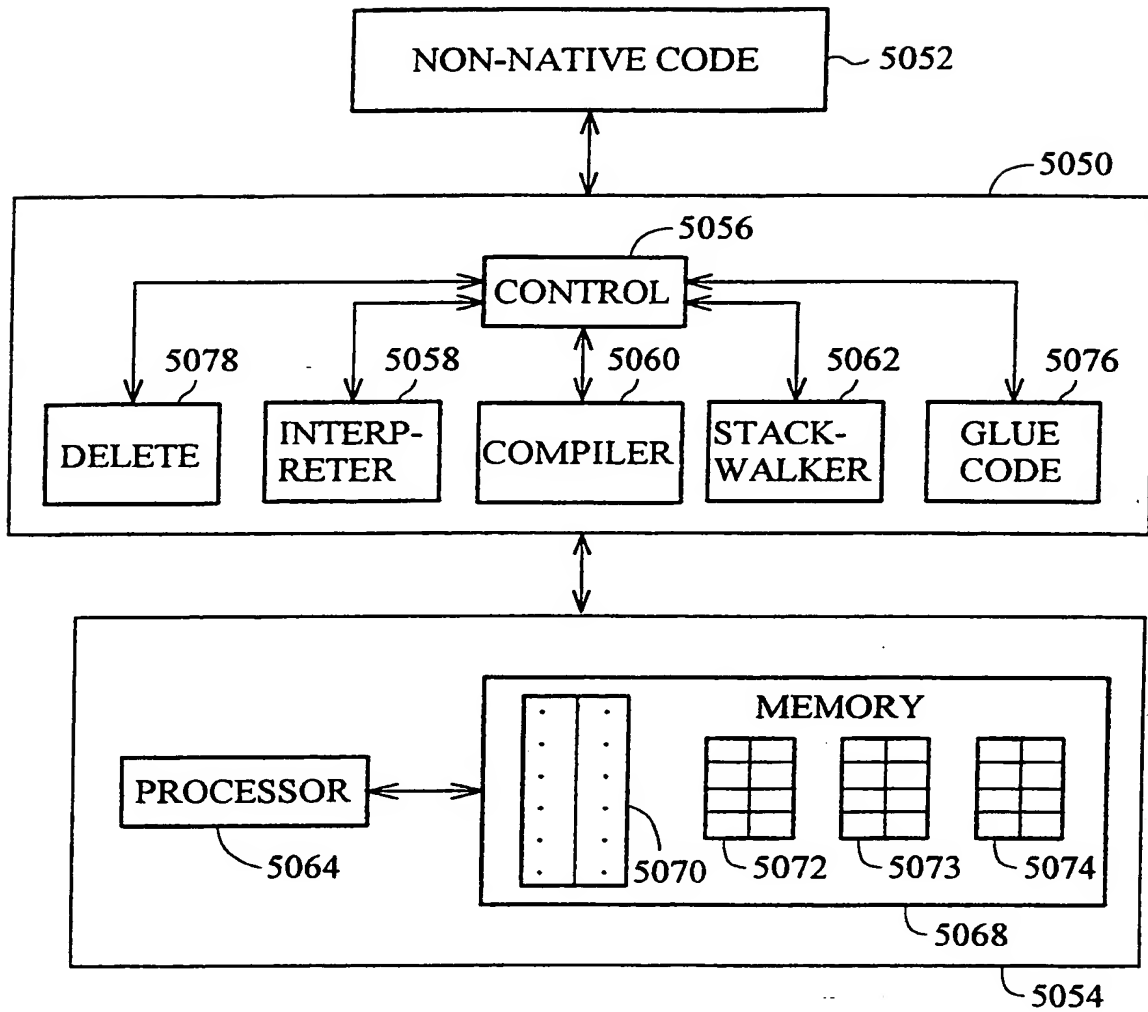 NON-NATIVE CODE
5052
5050
5056
CONTROL
5078
5058
5060
5062
5076
DELETE
INTERP-
RETER
COMPILER
STACK-
WALKER
GLUE
CODE
MEMORY
PROCESSOR
5064
5070
5072
5073
5074
5068
5054